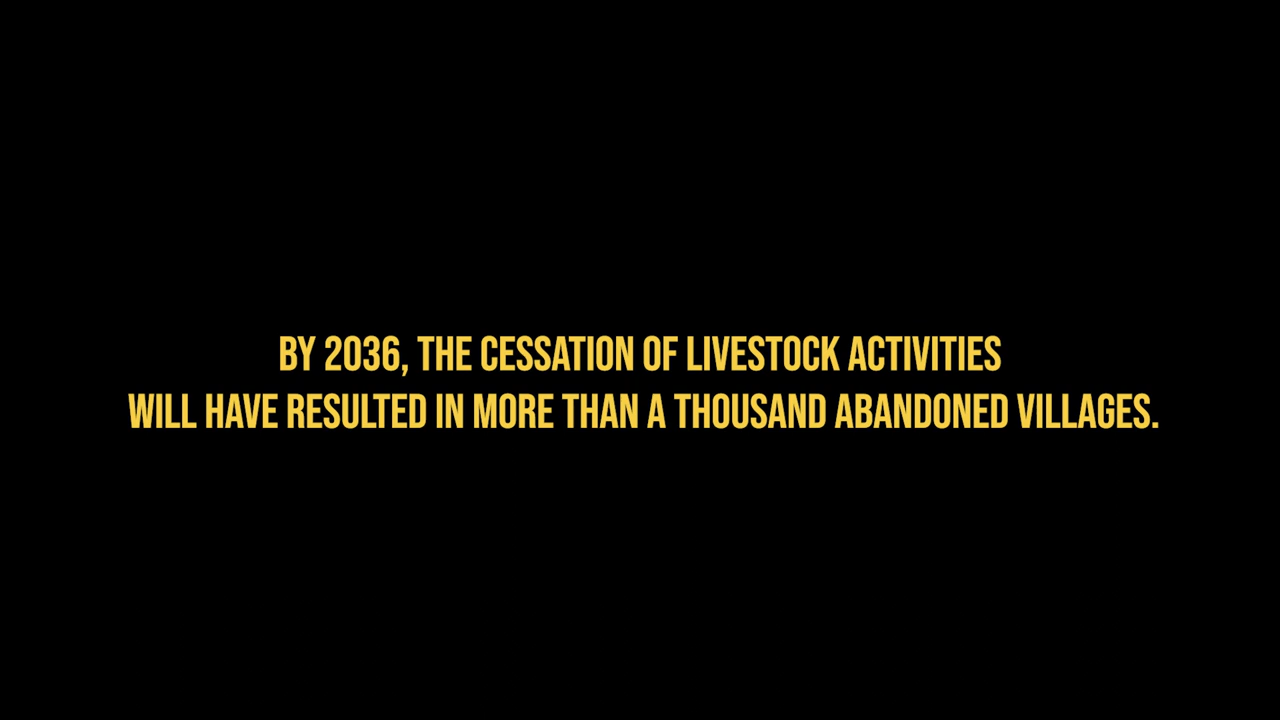 BY 2036, THE CESSATION OF LIVESTOCK ACTIVITIES
WILL HAVE RESULTED IN MORE THAN A THOUSAND ABANDONED VILLAGES.